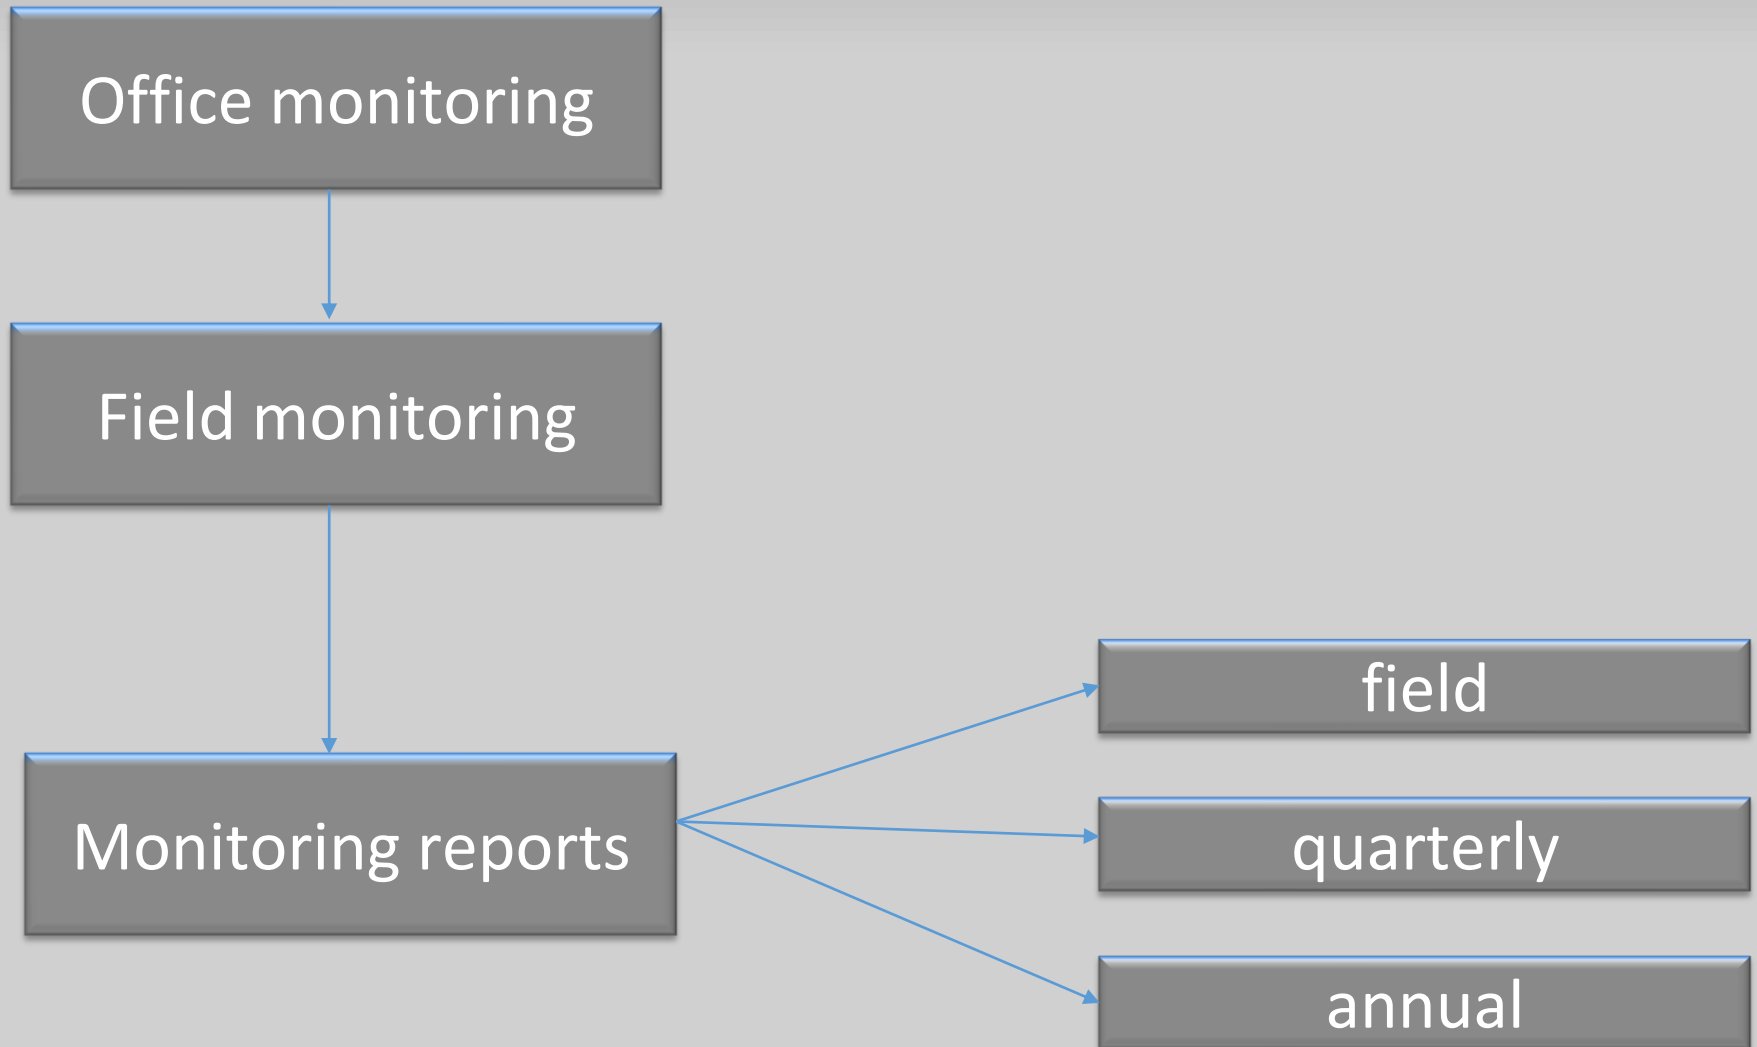 Office monitoring
Field monitoring
Monitoring reports
field
quarterly
annual